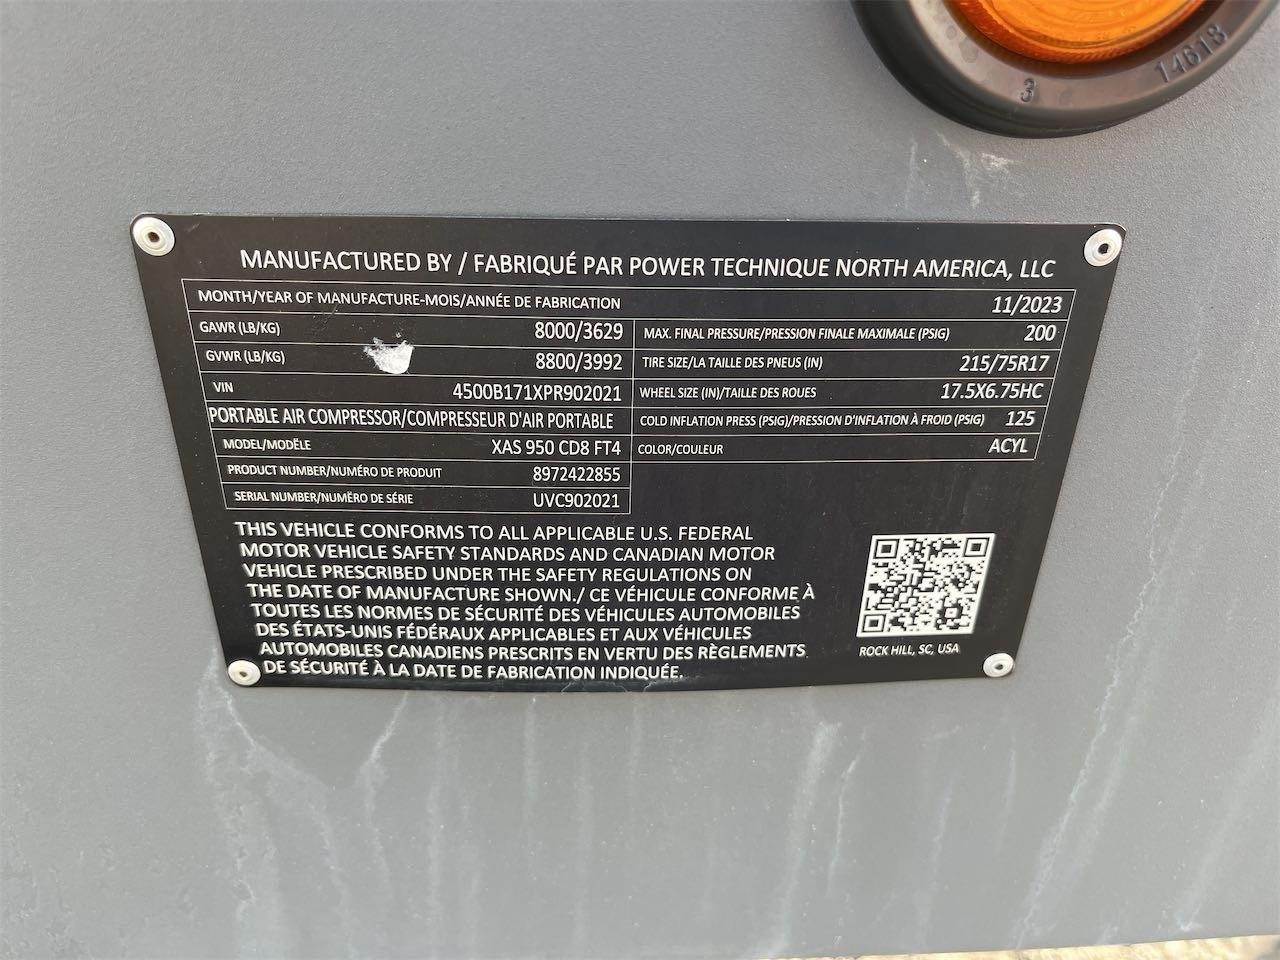 3 14618
MANUFACTURED BY / FABRIQUÉ PAR POWER TECHNIQUE NORTH AMERICA, LLC
MONTH/YEAR OF MANUFACTURE-MOIS/ANNÉE DE FABRICATION 11/2023
GAWR (LB/KG) 8000/3629 MAX. FINAL PRESSURE/PRESSION FINALE MAXIMALE (PSIG) 200
GVWR (LB/KG) 8800/3992 TIRE SIZE/LA TAILLE DES PNEUS (IN) 215/75R17
VIN 4500B171XPR902021 WHEEL SIZE (IN)/TAILLE DES ROUES 17.5X6.75HC
PORTABLE AIR COMPRESSOR/COMPRESSEUR D'AIR PORTABLE COLD INFLATION PRESS (PSIG)/PRESSION D'INFLATION À FROID (PSIG) 125
MODEL/MODËLE XAS 950 CD8 FT4 COLOR/COULEUR ACYL
PRODUCT NUMBER/NUMÉRO DE PRODUIT 8972422855
SERIAL NUMBER/NUMËRO DE SÉRIE UVC902021
THIS VEHICLE CONFORMS TO ALL APPLICABLE U.S. FEDERAL
MOTOR VEHICLE SAFETY STANDARDS AND CANADIAN MOTOR
VEHICLE PRESCRIBED UNDER THE SAFETY REGULATIONS ON
THE DATE OF MANUFACTURE SHOWN./ CE VÉHICULE CONFORME À
TOUTES LES NORMES DE SÉCURITÉ DES VÉHICULES AUTOMOBILES
DES ÉTATS-UNIS FÉDÉRAUX APPLICABLES ET AUX VÉHICULES
AUTOMOBILES CANADIENS PRESCRITS EN VERTU DES RÈGLEMENTS
DE SÉCURITÉ À LA DATE DE FABRICATION INDIQUÉE.
ROCK HILL, SC, USA